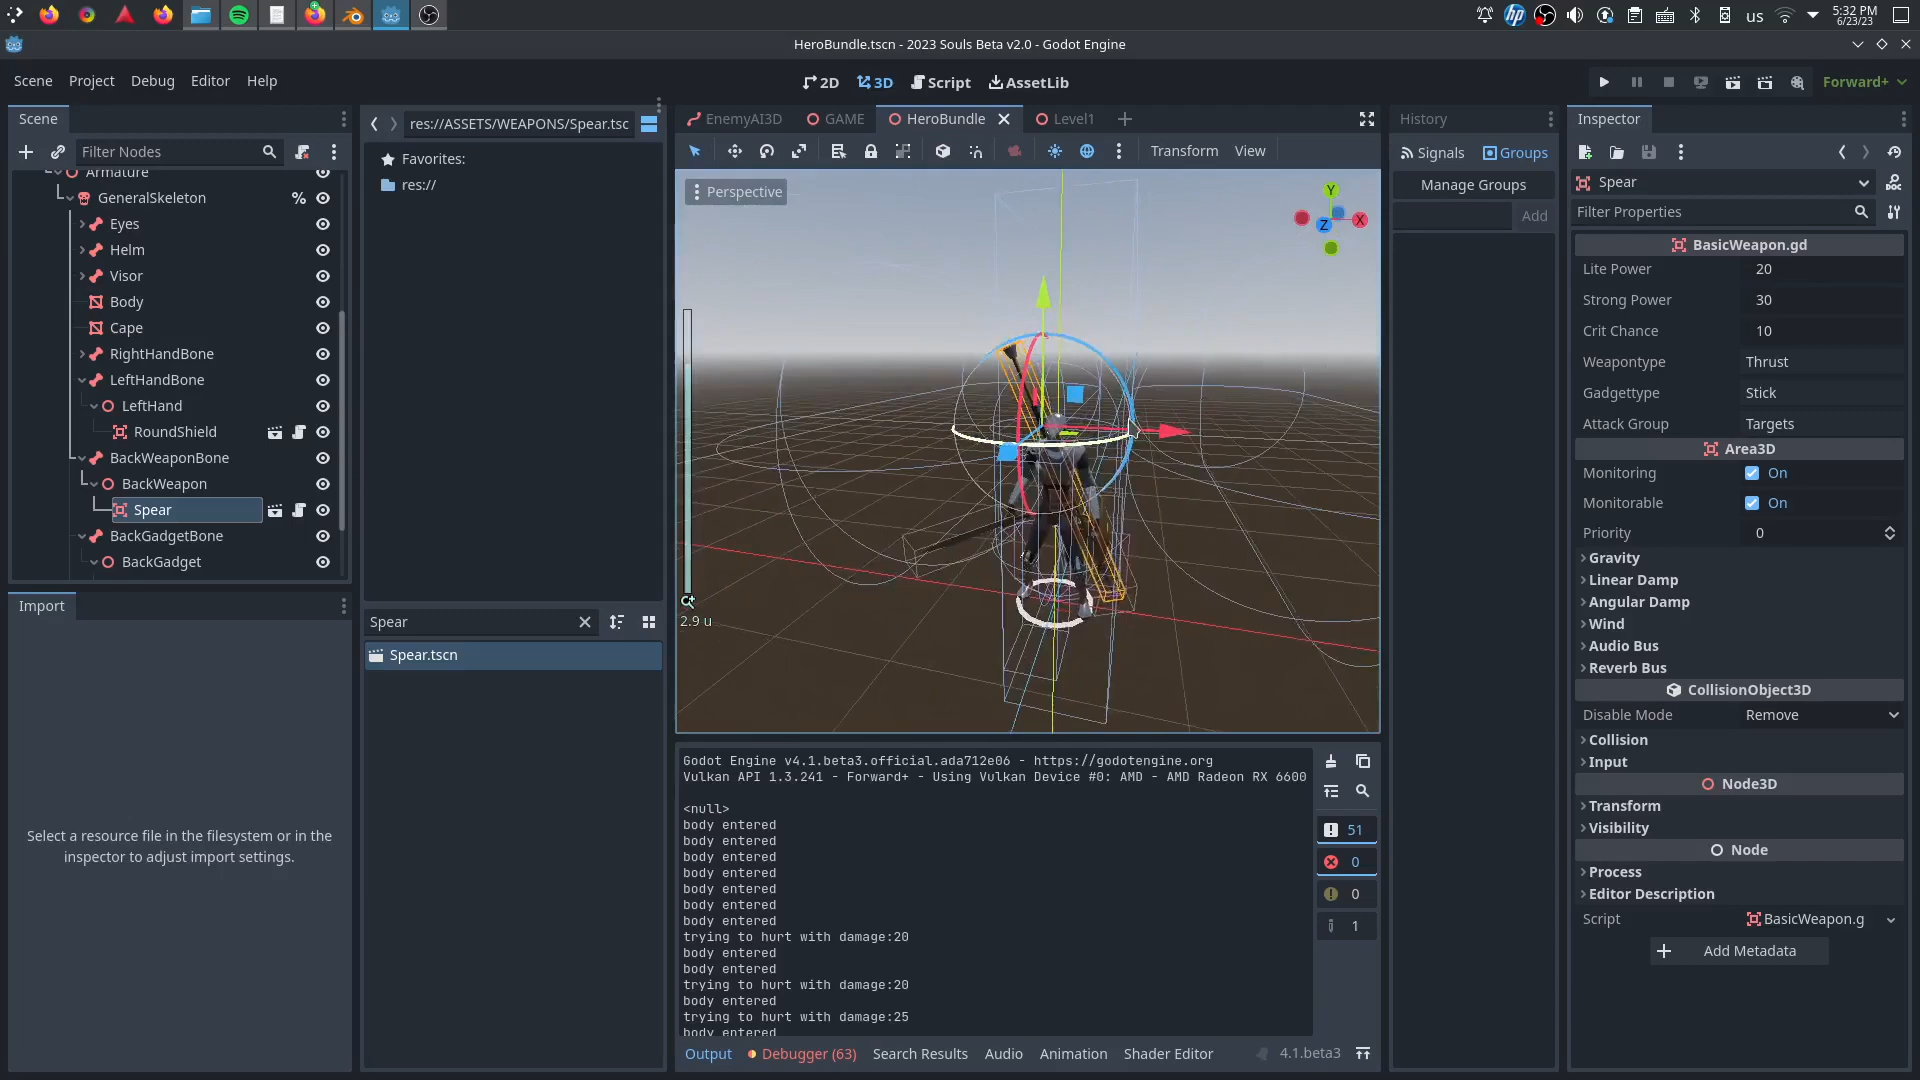 us
5:32 PM
6/23/23
HeroBundle.tscn - 2023 Souls Beta v2.0 - Godot Engine
Scene Project Debug Editor Help
2D 3D Script AssetLib
Forward+
Scene
Filter Nodes
Armature
GeneralSkeleton %
Eyes
Helm
Visor
Body
Cape
RightHandBone
LeftHandBone
LeftHand
RoundShield
BackWeaponBone
BackWeapon
Spear
BackGadgetBone
BackGadget
Import
Select a resource file in the filesystem or in the
inspector to adjust import settings.
res://ASSETS/WEAPONS/Spear.tsc
Favorites:
res://
Spear
Spear.tscn
EnemyAI3D GAME HeroBundle Level1
Transform View
Perspective
Y
X
Z
2.9 u
Godot Engine v4.1.beta3.official.ada712e06 - https://godotengine.org
Vulkan API 1.3.241 - Forward+ - Using Vulkan Device #0: AMD - AMD Radeon RX 6600
<null>
body entered
body entered
body entered
body entered
body entered
body entered
body entered
trying to hurt with damage:20
body entered
body entered
trying to hurt with damage:20
body entered
trying to hurt with damage:25
body entered
51
0
0
1
Output Debugger (63) Search Results Audio Animation Shader Editor 4.1.beta3
History
Signals Groups
Manage Groups
Add
Inspector
Spear
Filter Properties
BasicWeapon.gd
Lite Power 20
Strong Power 30
Crit Chance 10
Weapontype Thrust
Gadgettype Stick
Attack Group Targets
Area3D
Monitoring On
Monitorable On
Priority 0
Gravity
Linear Damp
Angular Damp
Wind
Audio Bus
Reverb Bus
CollisionObject3D
Disable Mode Remove
Collision
Input
Node3D
Transform
Visibility
Node
Process
Editor Description
Script BasicWeapon.g
Add Metadata